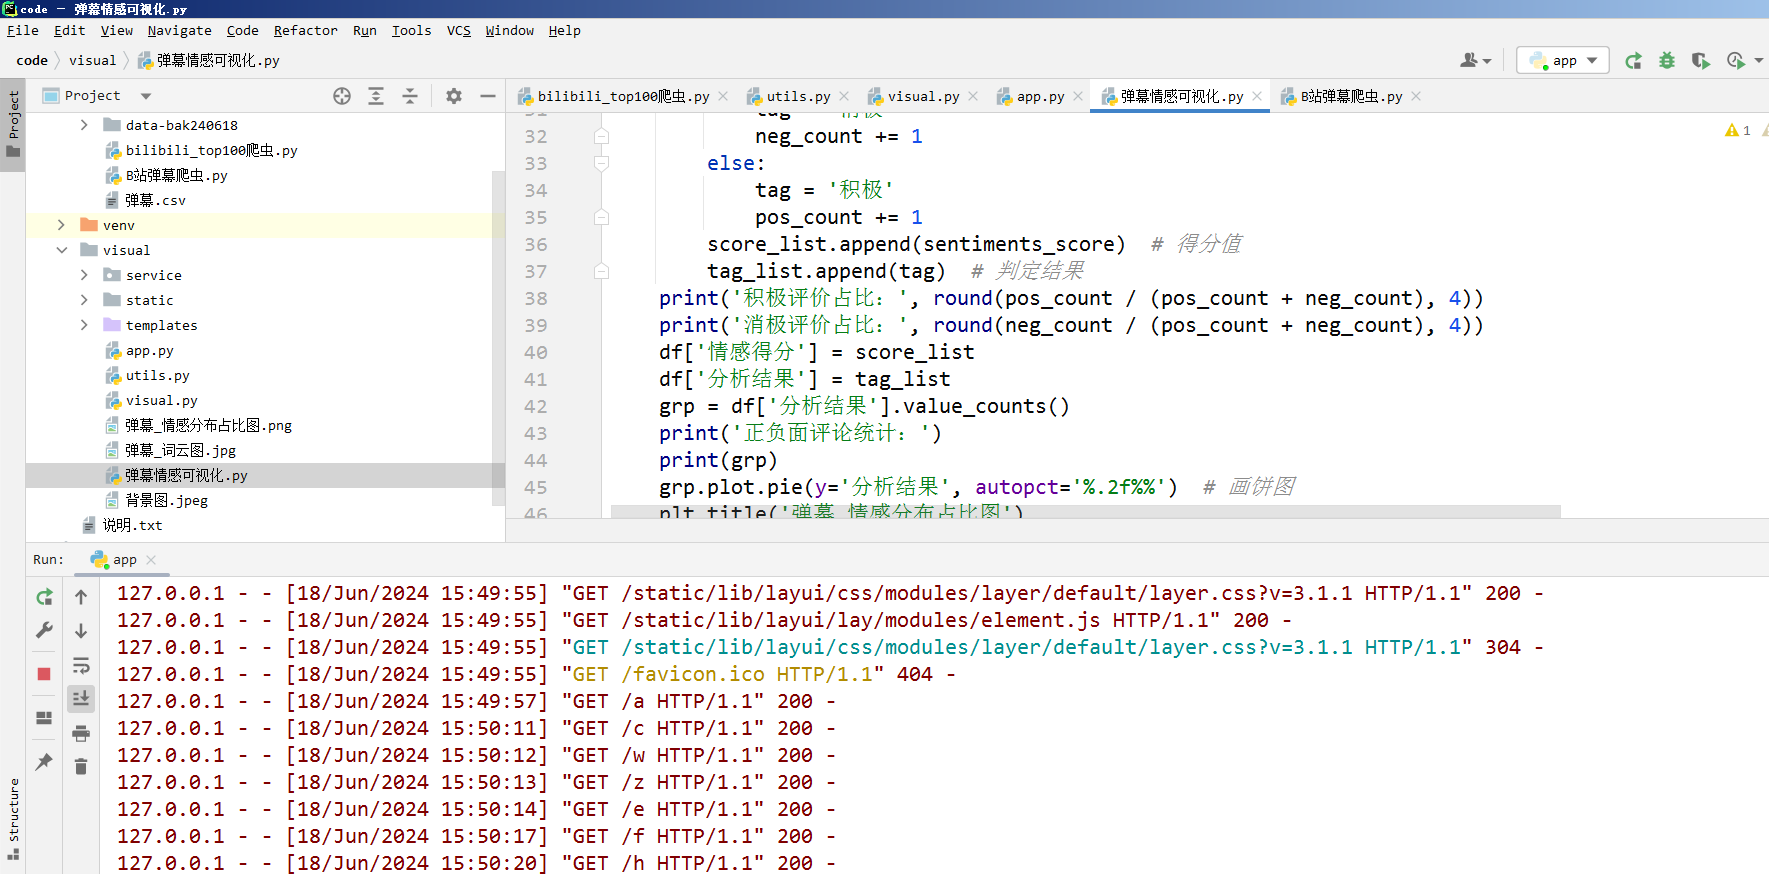 code – 弹幕情感可视化.py
File Edit View Navigate Code Refactor Run Tools VCS Window Help
code visual 弹幕情感可视化.py
app
Project
Project
data-bak240618
bilibili_top100爬虫.py
B站弹幕爬虫.py
弹幕.csv
venv
visual
service
static
templates
app.py
utils.py
visual.py
弹幕_情感分布占比图.png
弹幕_词云图.jpg
弹幕情感可视化.py
背景图.jpeg
说明.txt
bilibili_top100爬虫.py utils.py visual.py app.py 弹幕情感可视化.py B站弹幕爬虫.py
1
31 tag = '消极'
32 neg_count += 1
33 else:
34 tag = '积极'
35 pos_count += 1
36 score_list.append(sentiments_score) # 得分值
37 tag_list.append(tag) # 判定结果
38 print('积极评价占比: ', round(pos_count / (pos_count + neg_count), 4))
39 print('消极评价占比: ', round(neg_count / (pos_count + neg_count), 4))
40 df['情感得分'] = score_list
41 df['分析结果'] = tag_list
42 grp = df['分析结果'].value_counts()
43 print('正负面评论统计: ')
44 print(grp)
45 grp.plot.pie(y='分析结果', autopct='%.2f%%') # 画饼图
46 plt.title('弹幕_情感分布占比图')
Run: app
127.0.0.1 - - [18/Jun/2024 15:49:55] "GET /static/lib/layui/css/modules/layer/default/layer.css?v=3.1.1 HTTP/1.1" 200 -
127.0.0.1 - - [18/Jun/2024 15:49:55] "GET /static/lib/layui/lay/modules/element.js HTTP/1.1" 200 -
127.0.0.1 - - [18/Jun/2024 15:49:55] "GET /static/lib/layui/css/modules/layer/default/layer.css?v=3.1.1 HTTP/1.1" 304 -
127.0.0.1 - - [18/Jun/2024 15:49:55] "GET /favicon.ico HTTP/1.1" 404 -
127.0.0.1 - - [18/Jun/2024 15:49:57] "GET /a HTTP/1.1" 200 -
127.0.0.1 - - [18/Jun/2024 15:50:11] "GET /c HTTP/1.1" 200 -
127.0.0.1 - - [18/Jun/2024 15:50:12] "GET /w HTTP/1.1" 200 -
127.0.0.1 - - [18/Jun/2024 15:50:13] "GET /z HTTP/1.1" 200 -
127.0.0.1 - - [18/Jun/2024 15:50:14] "GET /e HTTP/1.1" 200 -
127.0.0.1 - - [18/Jun/2024 15:50:17] "GET /f HTTP/1.1" 200 -
127.0.0.1 - - [18/Jun/2024 15:50:20] "GET /h HTTP/1.1" 200 -
Structure